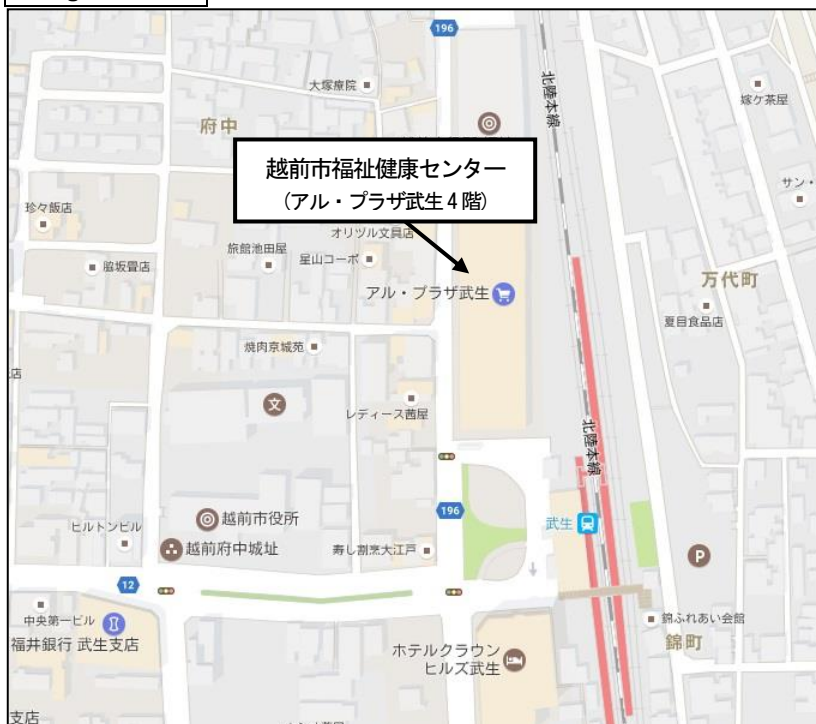 196
大塚療院
北陸本線
嫁ケ茶屋
府中
越前市福祉健康センター
(アル・プラザ武生4階)
サン・
珍々飯店
オリヅル文具店
旅館池田屋
星山コーポ
脇坂畳店
万代町
アル・プラザ武生
夏目食品店
焼肉京城苑
店
文
レディース茜屋
北陸本線
196
越前市役所
武生
ヒルトンビル
越前府中城址
寿し割烹大江戸
P
12
中央第一ビル
錦ふれあい会館
福井銀行 武生支店
ホテルクラウン
ヒルズ武生
錦町
支店